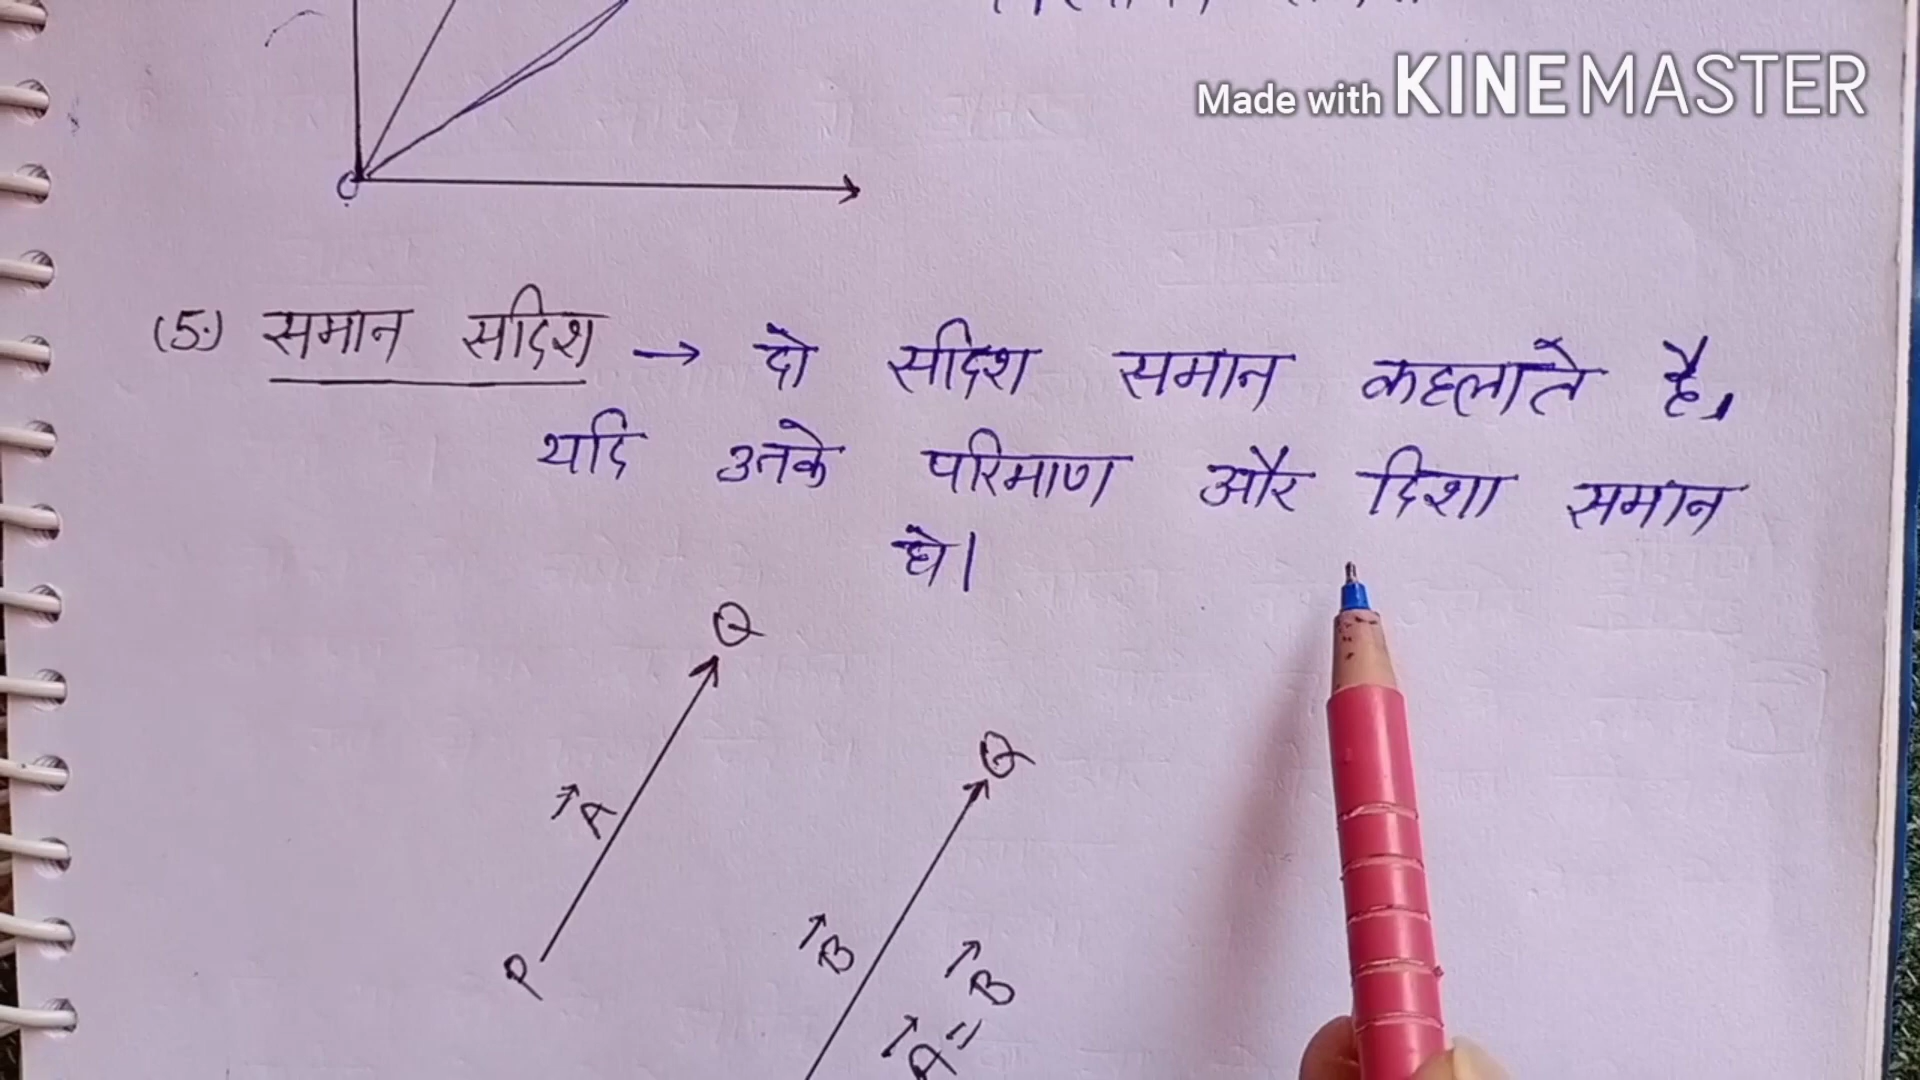 Made with KINEMASTER
O
(5.) समान सदिश → दो सदिश समान कहलाते है,
यदि उनके परिमाण और दिशा समान
हो।
Q
Q
A
P
B
B
A =